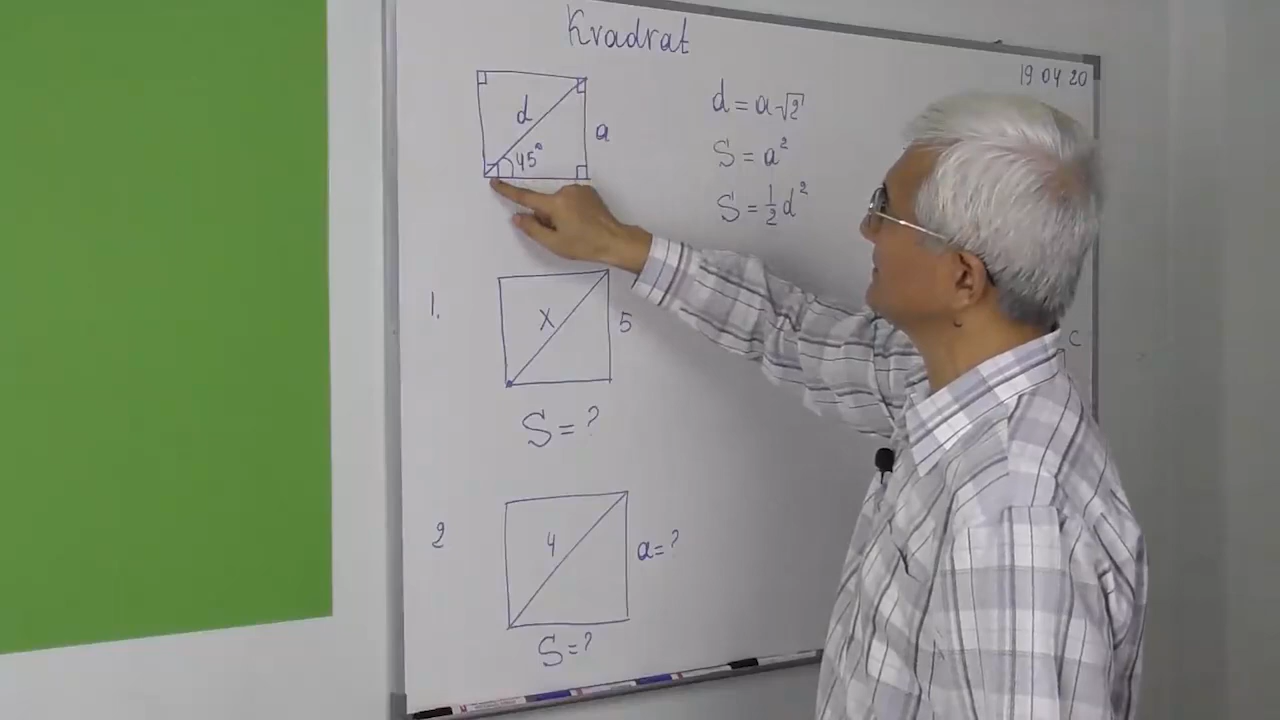 Kvadrat
19 04 20
d
45°
a
d = a√2
S = a²
S = ½d²
1.
x
5
S = ?
C
2
4
a = ?
S = ?